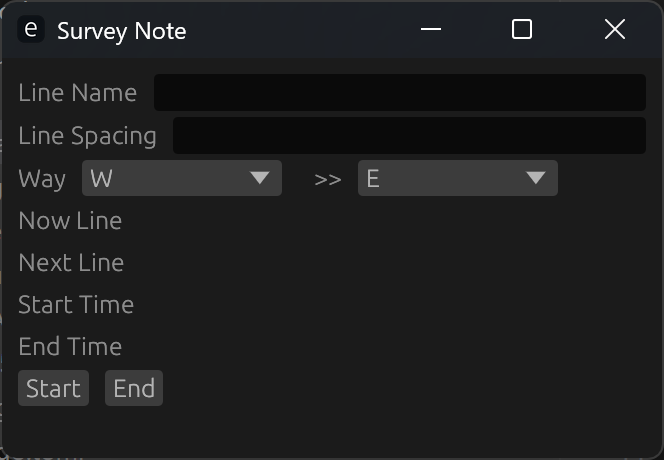 e Survey Note
Line Name
Line Spacing
Way W >> E
Now Line
Next Line
Start Time
End Time
Start End